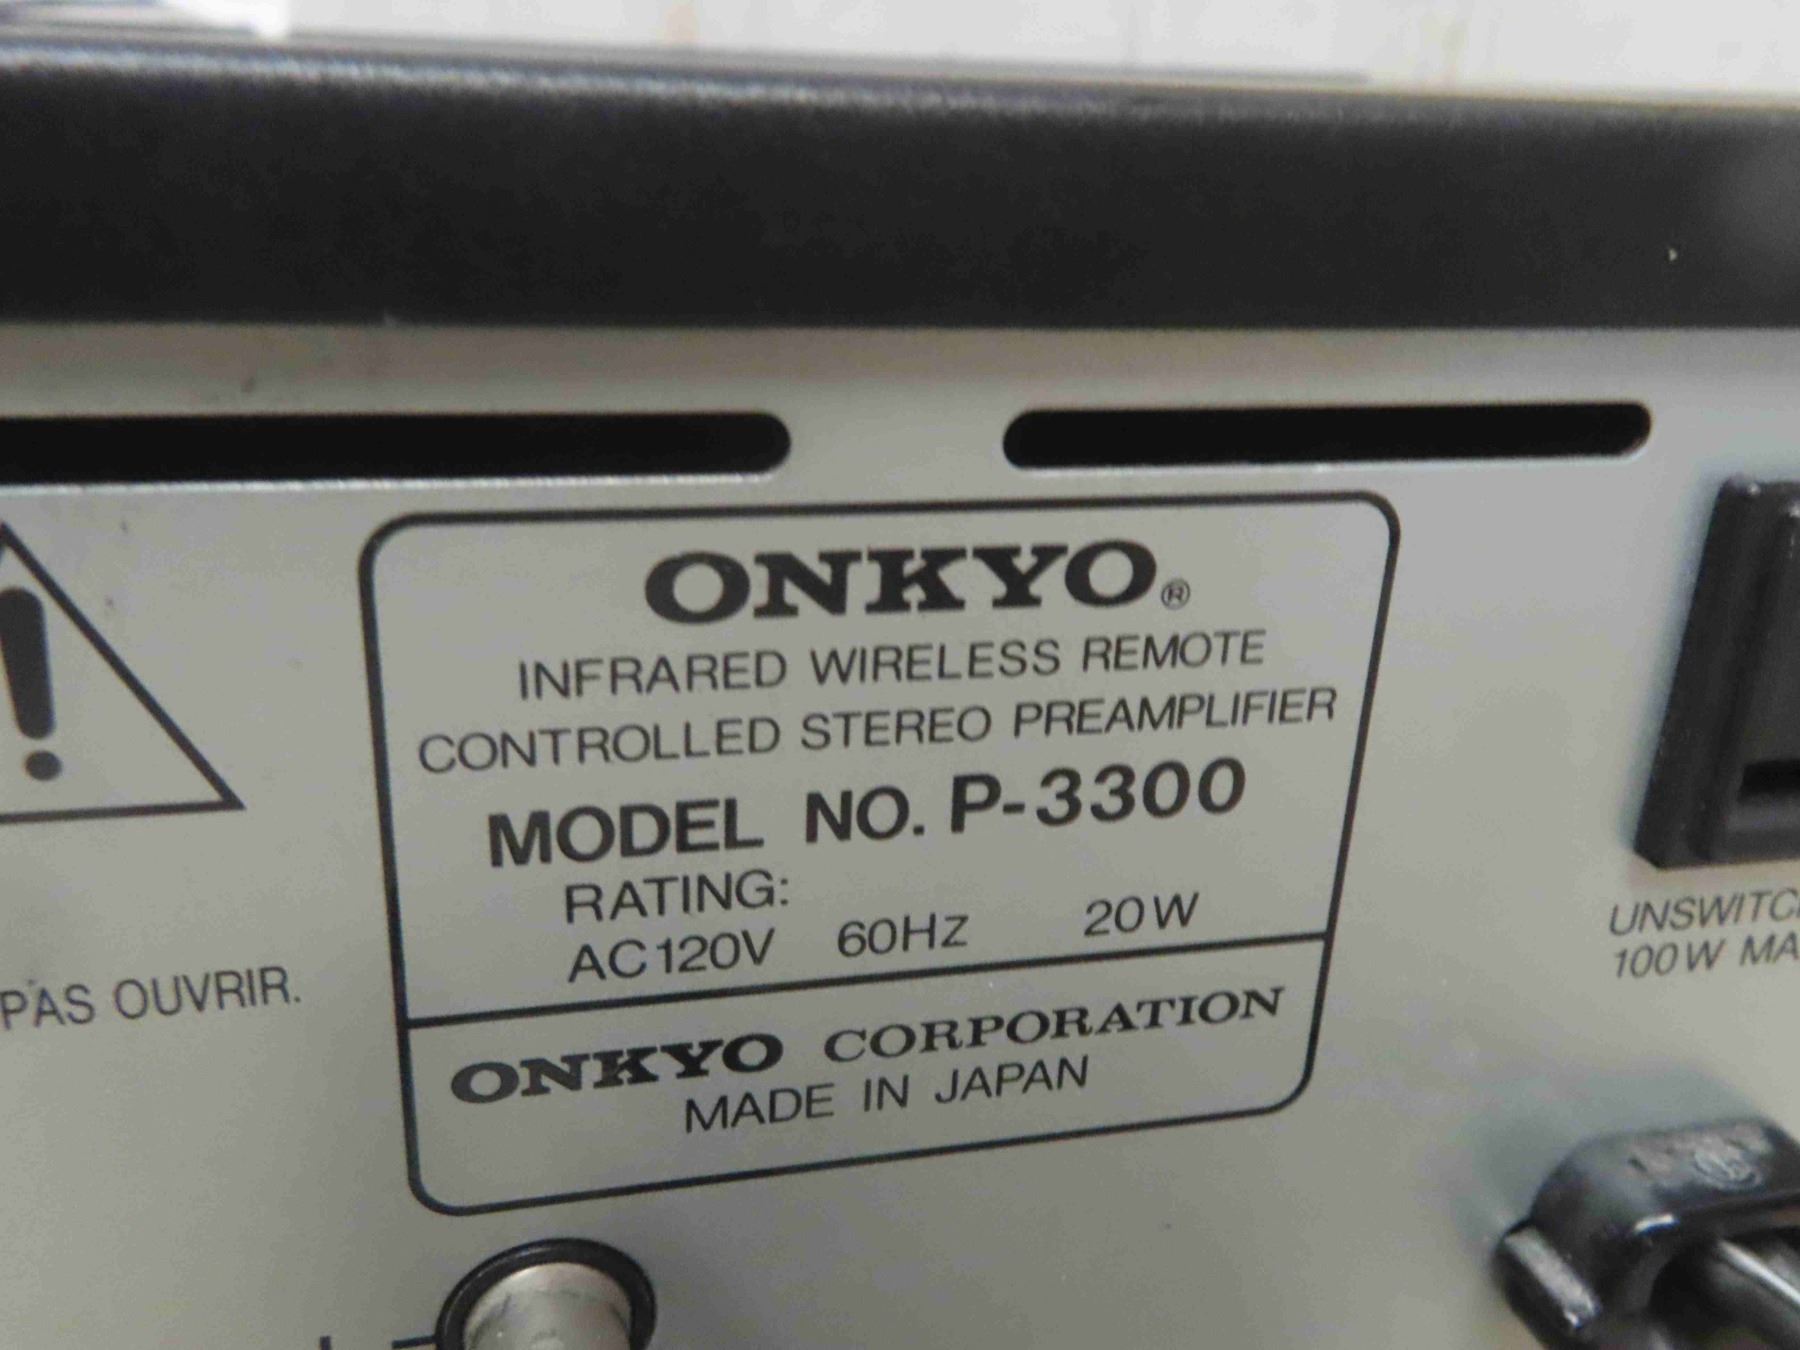 ONKYO®
INFRARED WIRELESS REMOTE
CONTROLLED STEREO PREAMPLIFIER
MODEL NO. P-3300
RATING:
AC120V 60Hz 20W
ONKYO CORPORATION
MADE IN JAPAN
PAS OUVRIR.
100W